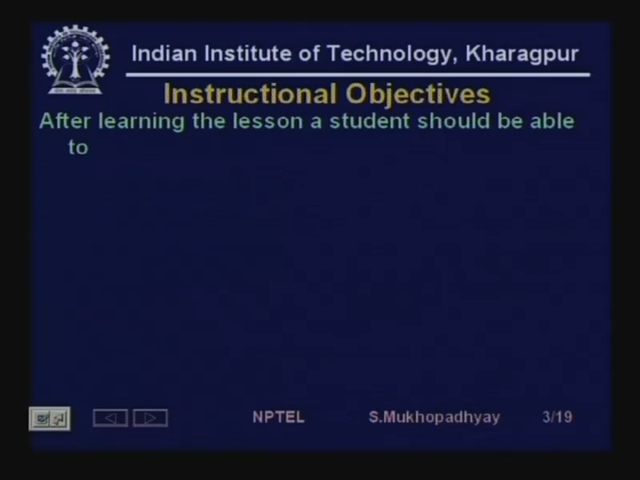 Indian Institute of Technology, Kharagpur
Instructional Objectives
After learning the lesson a student should be able
to
NPTEL S.Mukhopadhyay 3/19